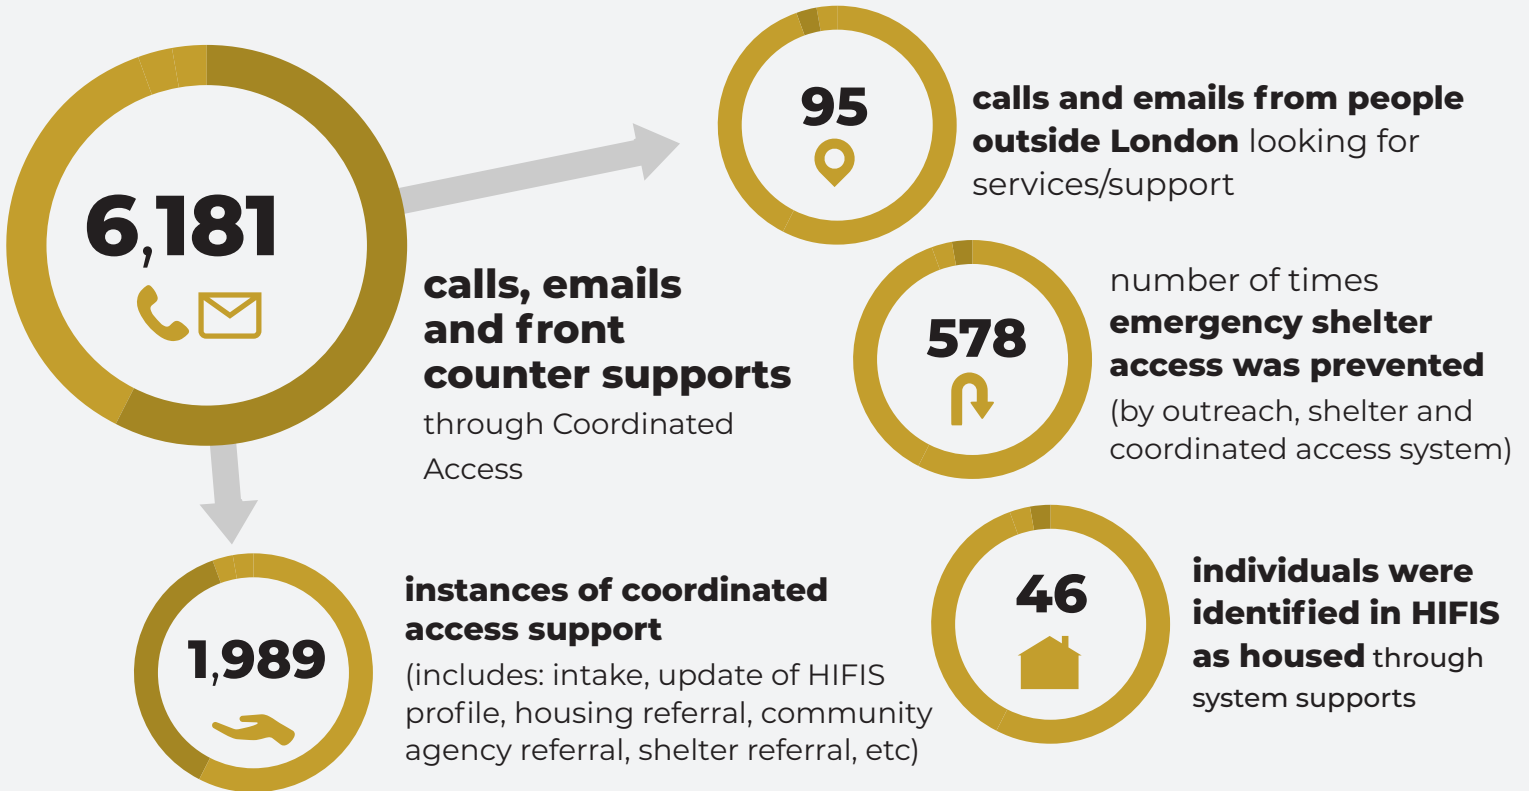 6,181
calls, emails
and front
counter supports
through Coordinated
Access
95
calls and emails from people
outside London looking for
services/support
578
number of times
emergency shelter
access was prevented
(by outreach, shelter and
coordinated access system)
1,989
instances of coordinated
access support
(includes: intake, update of HIFIS
profile, housing referral, community
agency referral, shelter referral, etc)
46
individuals were
identified in HIFIS
as housed through
system supports